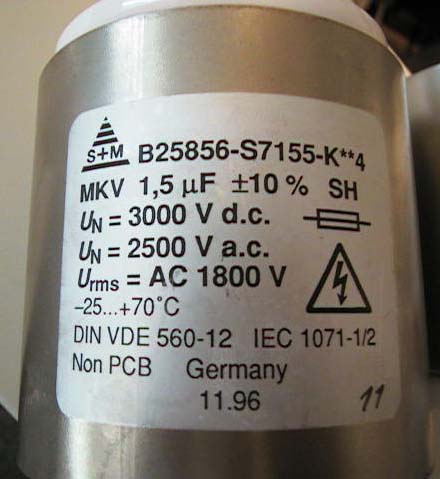 S+M B25856-S7155-K**4
MKV 1,5 µF ±10 % SH
UN = 3000 V d.c.
UN = 2500 V a.c.
Urms = AC 1800 V
–25...+70°C
DIN VDE 560-12 IEC 1071-1/2
Non PCB Germany
11.96 11